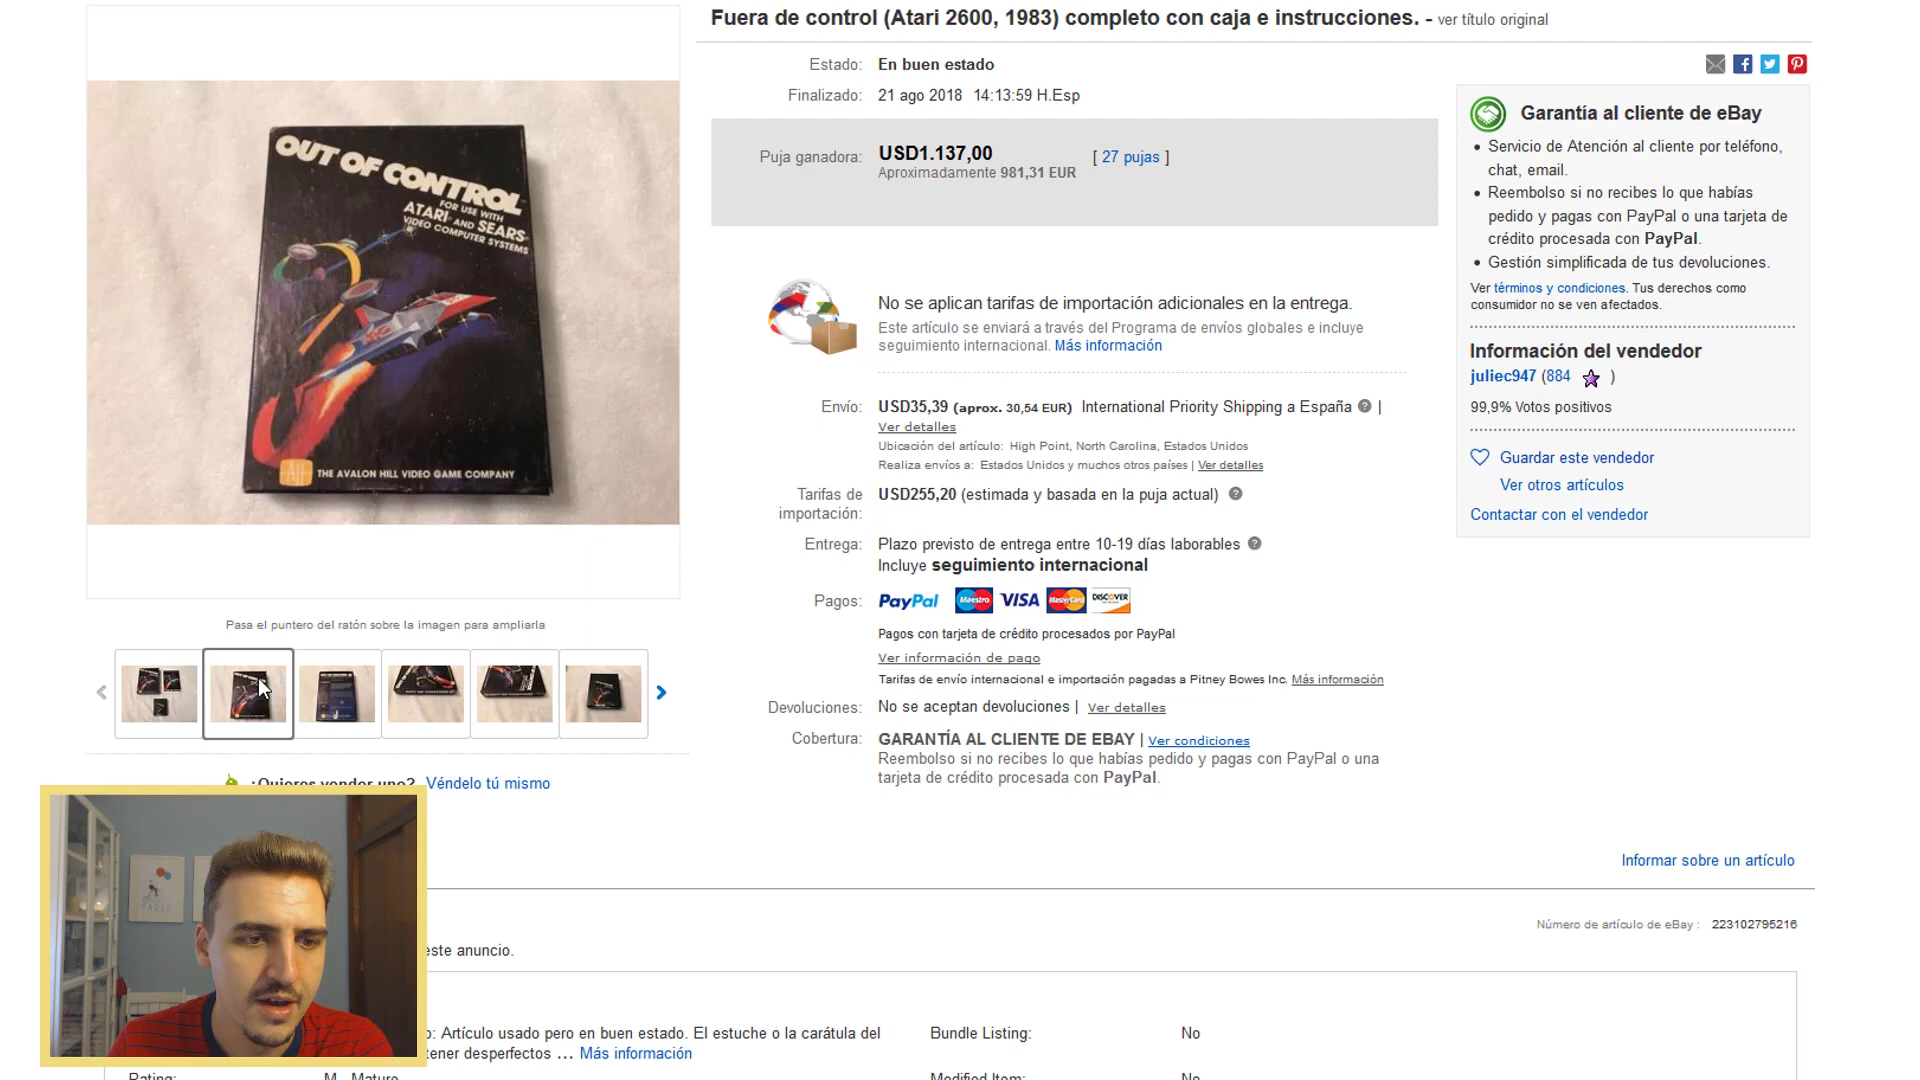 Fuera de control (Atari 2600, 1983) completo con caja e instrucciones. - ver título original
Estado: En buen estado
Finalizado: 21 ago 2018 14:13:59 H.Esp
Puja ganadora: USD1.137,00 [ 27 pujas ]
Aproximadamente 981,31 EUR
OUT OF CONTROL
FOR USE WITH
ATARI AND SEARS
VIDEO COMPUTER SYSTEMS
AH THE AVALON HILL VIDEO GAME COMPANY
No se aplican tarifas de importación adicionales en la entrega.
Este artículo se enviará a través del Programa de envíos globales e incluye
seguimiento internacional. Más información
Envío: USD35,39 (aprox. 30,54 EUR) International Priority Shipping a España ? |
Ver detalles
Ubicación del artículo: High Point, North Carolina, Estados Unidos
Realiza envíos a: Estados Unidos y muchos otros países | Ver detalles
Tarifas de
importación:
USD255,20 (estimada y basada en la puja actual) ?
Entrega: Plazo previsto de entrega entre 10-19 días laborables ?
Incluye seguimiento internacional
Pagos: PayPal Maestro VISA MasterCard DISCOVER
Pagos con tarjeta de crédito procesados por PayPal
Ver información de pago
Tarifas de envío internacional e importación pagadas a Pitney Bowes Inc. Más información
Devoluciones: No se aceptan devoluciones | Ver detalles
Cobertura: GARANTÍA AL CLIENTE DE EBAY | Ver condiciones
Reembolso si no recibes lo que habías pedido y pagas con PayPal o una
tarjeta de crédito procesada con PayPal.
Garantía al cliente de eBay
• Servicio de Atención al cliente por teléfono,
chat, email.
• Reembolso si no recibes lo que habías
pedido y pagas con PayPal o una tarjeta de
crédito procesada con PayPal.
• Gestión simplificada de tus devoluciones.
Ver términos y condiciones. Tus derechos como
consumidor no se ven afectados.
Información del vendedor
juliec947 (884 )
99,9% Votos positivos
Guardar este vendedor
Ver otros artículos
Contactar con el vendedor
Pasa el puntero del ratón sobre la imagen para ampliarla
¿Quieres vender uno? Véndelo tú mismo
PARIS
Informar sobre un artículo
Número de artículo de eBay : 223102795216
este anuncio.
o: Artículo usado pero en buen estado. El estuche o la carátula del
tener desperfectos ... Más información
Bundle Listing: No
Rating: M - Mature
Modified Item: No